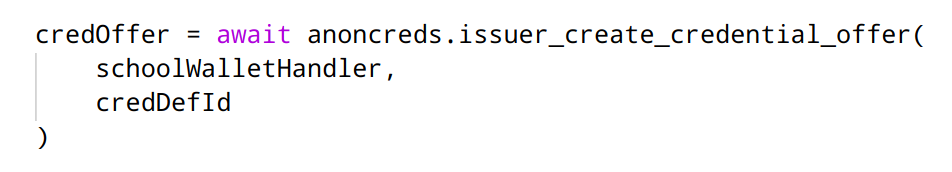 credOffer = await anoncreds.issuer_create_credential_offer(
    schoolWalletHandler,
    credDefId
)